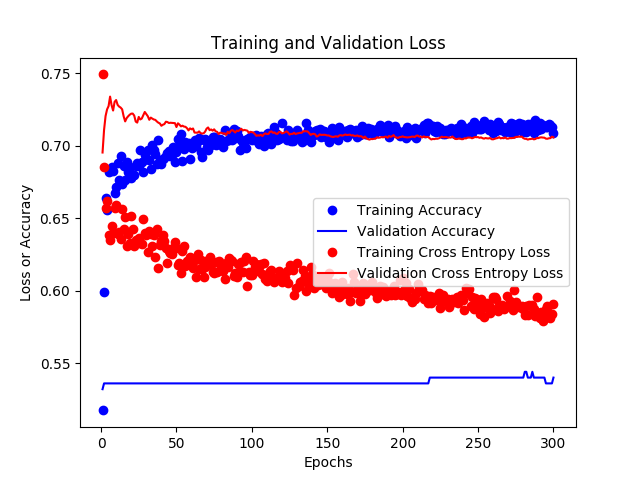 Training and Validation Loss
Loss or Accuracy
0.75
0.70
0.65
0.60
0.55
Training Accuracy
Validation Accuracy
Training Cross Entropy Loss
Validation Cross Entropy Loss
0 50 100 150 200 250 300
Epochs